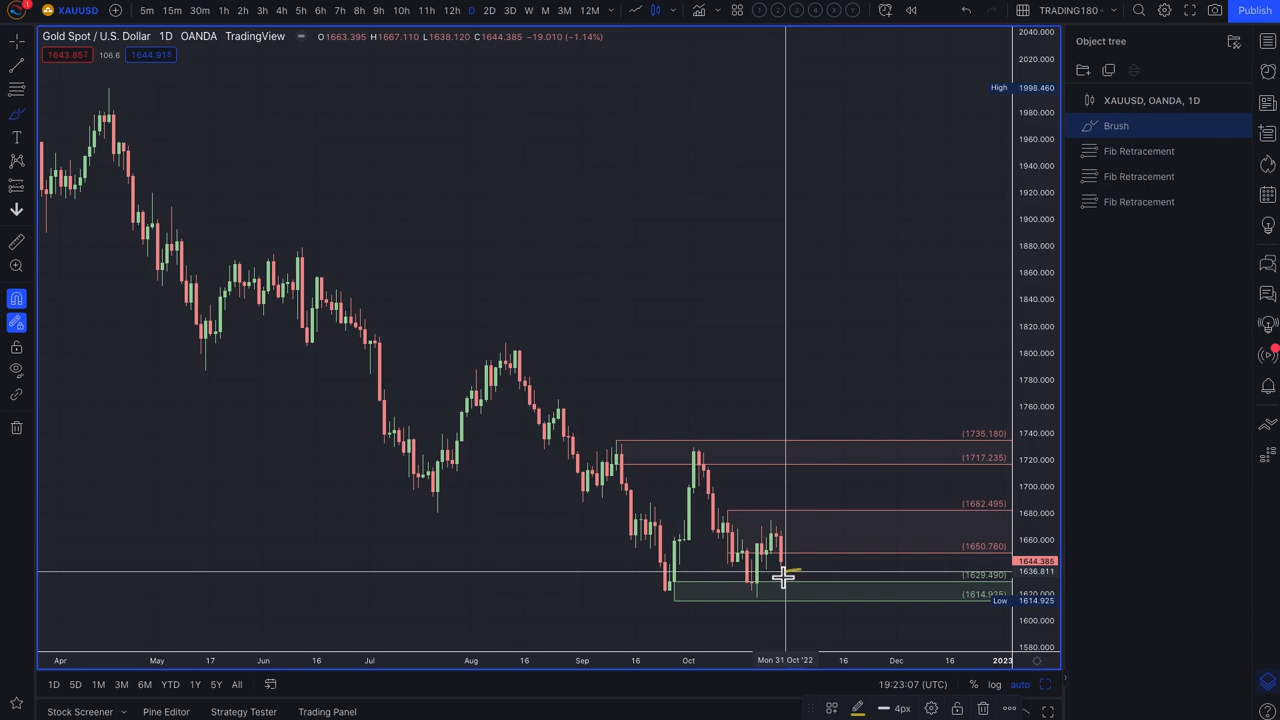 XAUUSD 5m 15m 30m 1h 2h 3h 4h 5h 6h 7h 8h 9h 10h 11h 12h D 2D 3D W M 3M 12M TRADING180 Publish
Gold Spot / U.S. Dollar 1D OANDA TradingView O1663.395 H1667.110 L1638.120 C1644.385 −19.010 (−1.14%)
1643.852 106.6 1644.918
Object tree
XAUUSD, OANDA, 1D
Brush
Fib Retracement
Fib Retracement
Fib Retracement
2040.000
2020.000
High 1998.460
1980.000
1960.000
1940.000
1920.000
1900.000
1880.000
1860.000
1840.000
1820.000
1800.000
1780.000
1760.000
1740.000
(1735.180)
1720.000
(1717.235)
1700.000
(1682.495)
1680.000
1660.000
(1650.760)
1644.385
1636.811
(1629.490)
1620.000
(1614.925)
Low 1614.925
1600.000
1580.000
Apr May 17 Jun 16 Jul Aug Sep 16 Oct Mon 31 Oct '22 16 Dec 16 2023
1D 5D 1M 3M 6M YTD 1Y 5Y All 19:23:07 (UTC) % log auto
Stock Screener Pine Editor Strategy Tester Trading Panel 4px